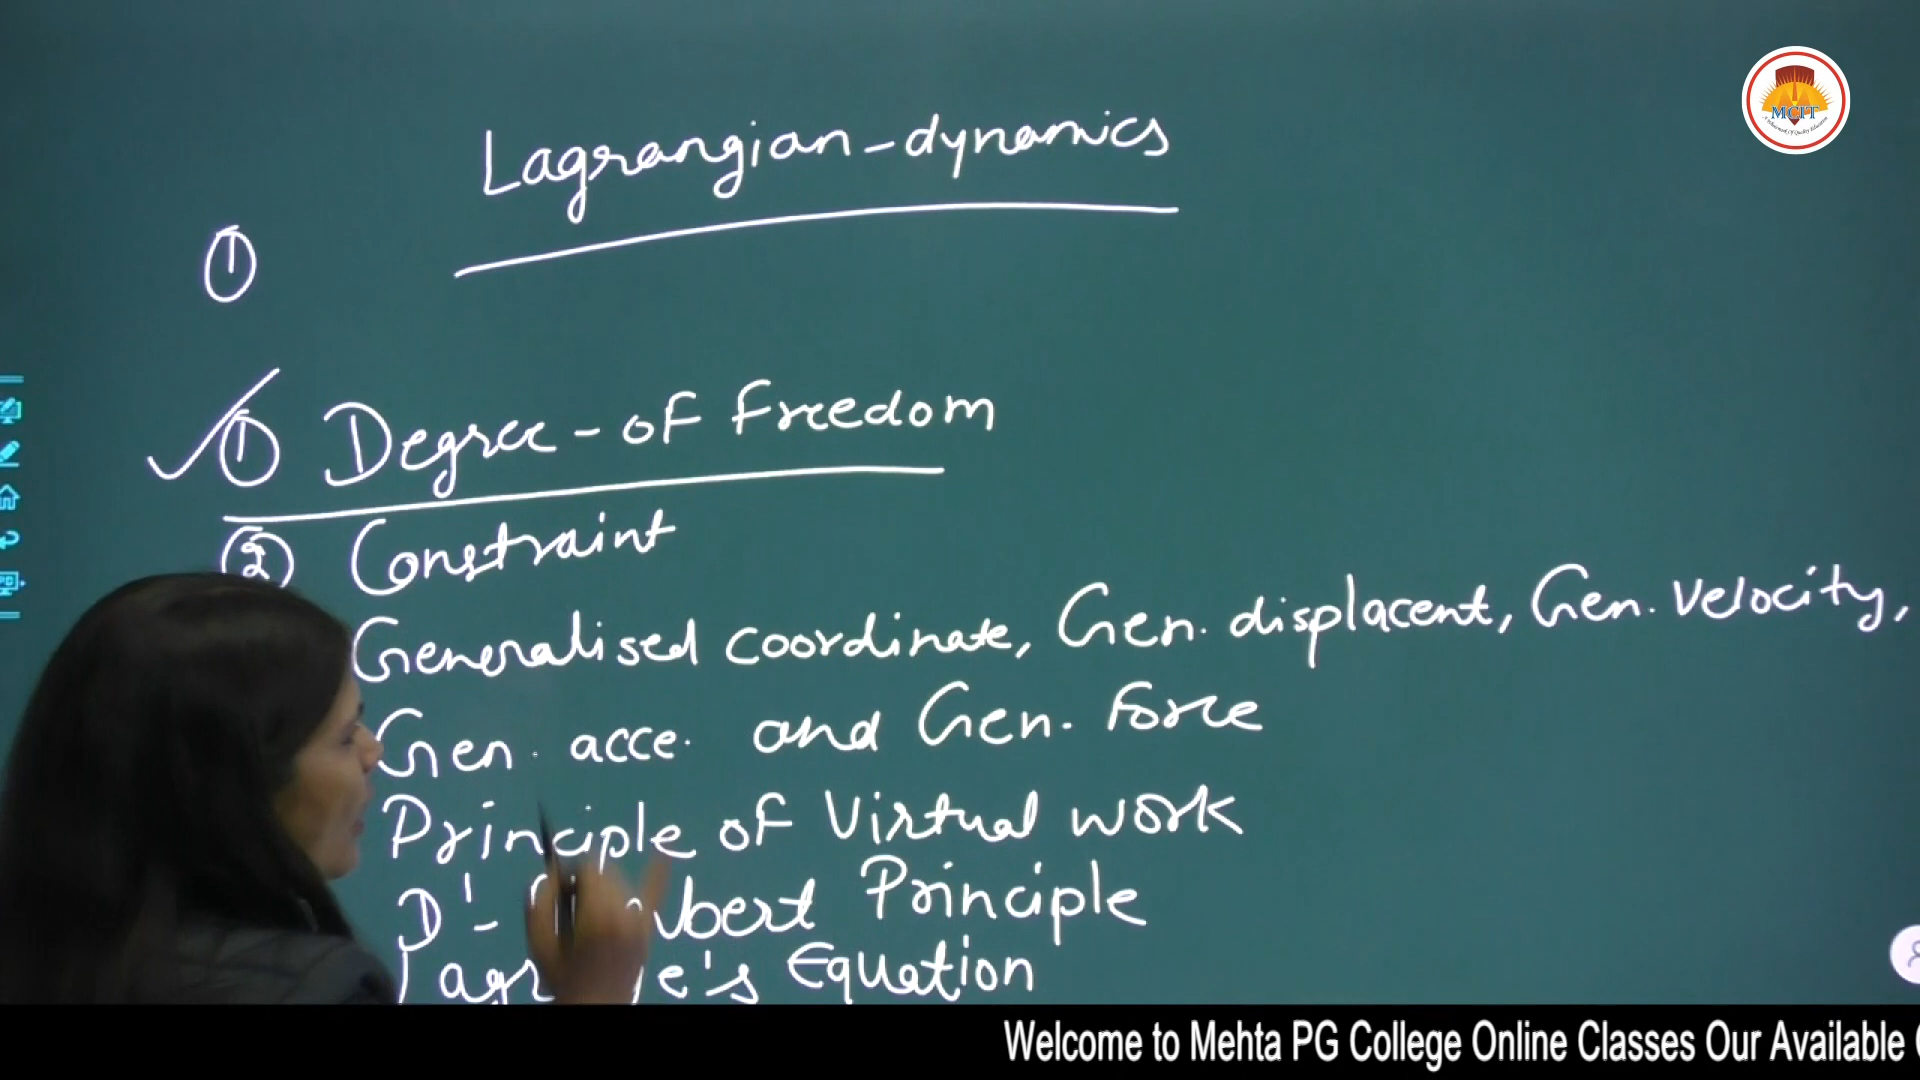 MCIT
Lagrangian-dynamics
①
① Degree-of Freedom
② Constraint
Generalised coordinate, Gen. displacent, Gen. velocity,
Gen. acce. and Gen. Force
Principle of Virtual work
Principle
Equation
Welcome to Mehta PG College Online Classes Our Available